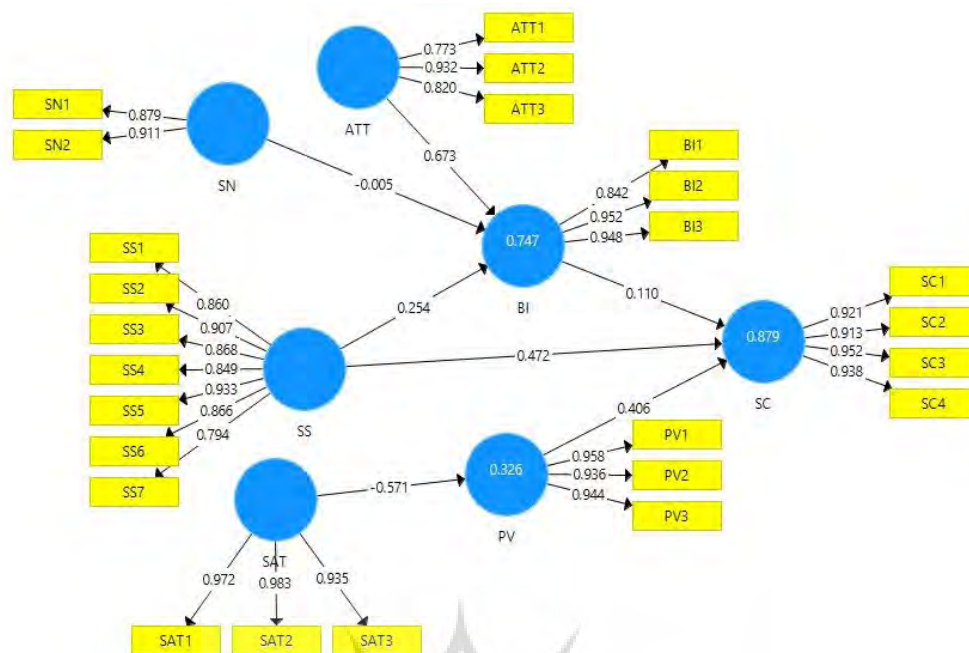 ATT1
0.773
ATT2
0.932
0.820
ATT3
ATT
SN1
0.879
SN2
0.911
SN
0.673
-0.005
BI1
0.842
BI2
0.952
0.948
BI3
0.747
BI
SS1
SS2
0.860
0.907
SS3
0.868
SS4
0.849
0.933
SS5
0.866
SS6
0.794
SS7
SS
0.254
0.110
0.472
0.406
SC1
0.921
SC2
0.913
0.952
SC3
0.938
SC4
0.879
SC
PV1
0.958
PV2
0.936
0.944
PV3
0.326
PV
-0.571
SAT
0.972
0.983
0.935
SAT1
SAT2
SAT3